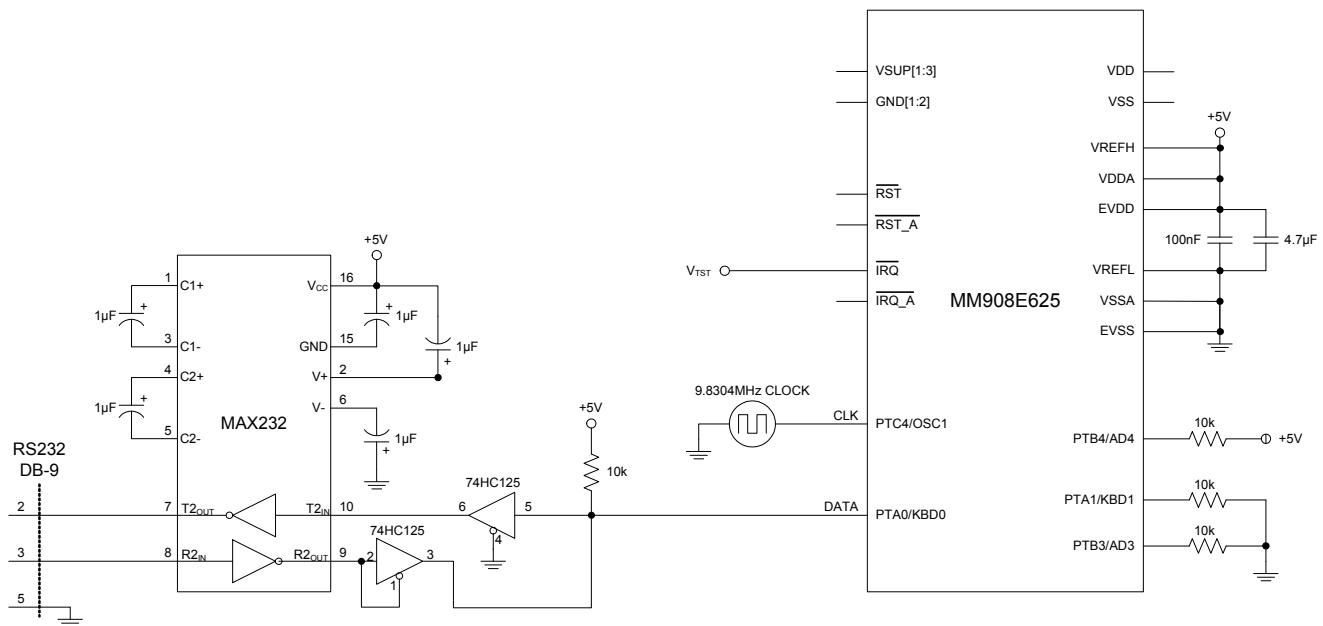 VSUP[1:3]
VDD
GND[1:2]
VSS
+5V
VREFH
VDDA
RST
EVDD
RST_A
100nF
4.7µF
+5V
VTST
IRQ
VREFL
1
C1+
VCC
16
MM908E625
IRQ_A
VSSA
1µF
+
+
1µF
3
C1-
GND
15
+
1µF
EVSS
4
C2+
V+
2
9.8304MHz CLOCK
1µF
+
MAX232
V-
6
+5V
CLK
PTC4/OSC1
5
C2-
+
1µF
PTB4/AD4
10k
+5V
RS232
DB-9
10k
74HC125
10k
2
7
T2OUT
T2IN
10
6
5
4
DATA
PTA0/KBD0
PTA1/KBD1
74HC125
10k
3
8
R2IN
R2OUT
9
2
3
1
PTB3/AD3
5